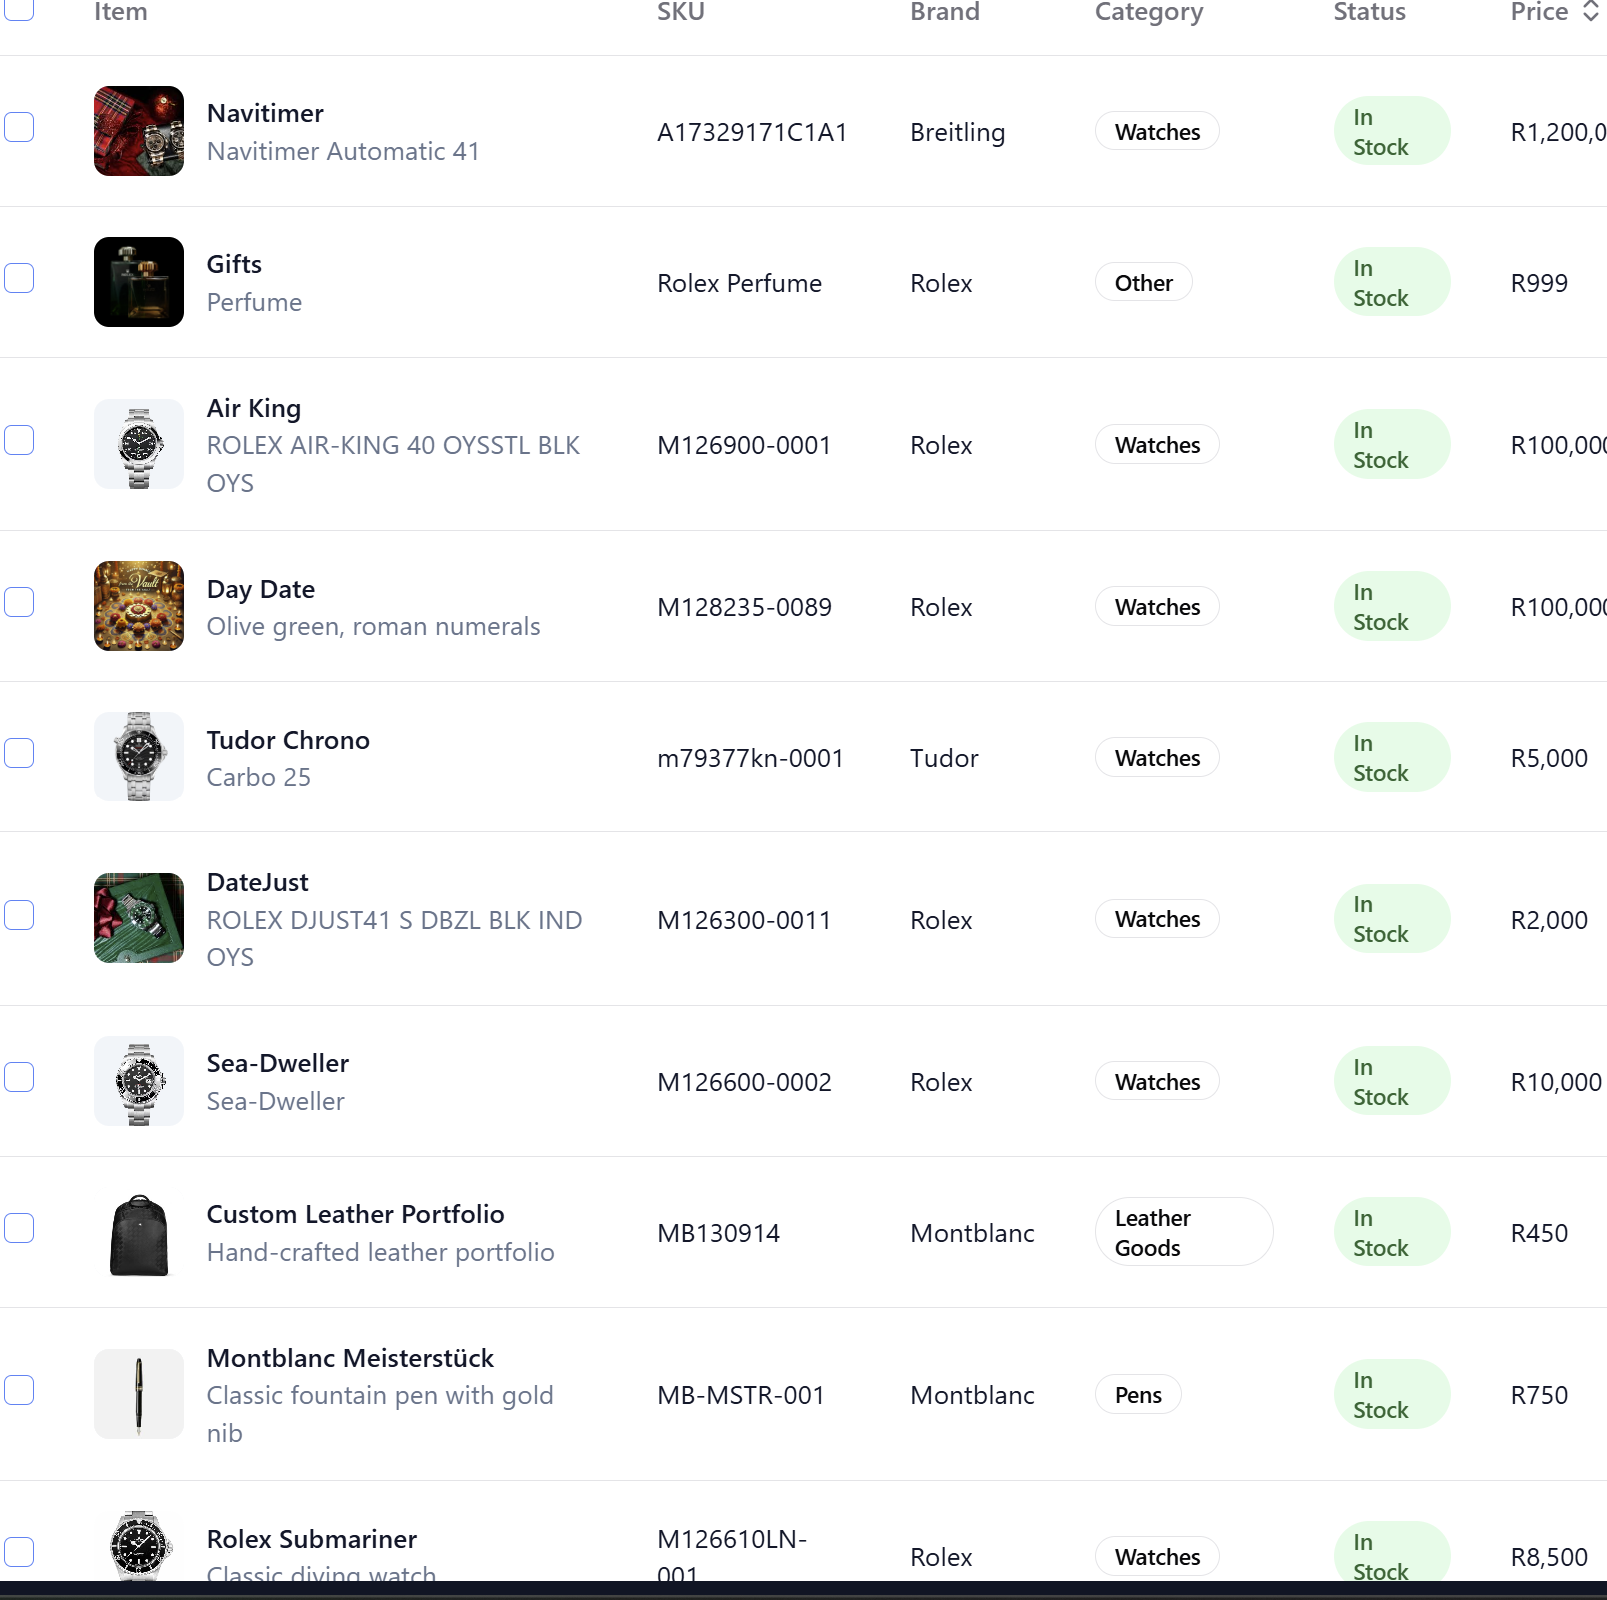 Item SKU Brand Category Status Price
Navitimer
Navitimer Automatic 41
A17329171C1A1
Breitling
Watches
In
Stock
R1,200,0
Gifts
Perfume
Rolex Perfume
Rolex
Other
In
Stock
R999
Air King
ROLEX AIR-KING 40 OYSSTL BLK
OYS
M126900-0001
Rolex
Watches
In
Stock
R100,000
Vault
Day Date
Olive green, roman numerals
M128235-0089
Rolex
Watches
In
Stock
R100,000
Tudor Chrono
Carbo 25
m79377kn-0001
Tudor
Watches
In
Stock
R5,000
DateJust
ROLEX DJUST41 S DBZL BLK IND
OYS
M126300-0011
Rolex
Watches
In
Stock
R2,000
Sea-Dweller
Sea-Dweller
M126600-0002
Rolex
Watches
In
Stock
R10,000
Custom Leather Portfolio
Hand-crafted leather portfolio
MB130914
Montblanc
Leather
Goods
In
Stock
R450
Montblanc Meisterstück
Classic fountain pen with gold
nib
MB-MSTR-001
Montblanc
Pens
In
Stock
R750
Rolex Submariner
Classic diving watch
M126610LN-
001
Rolex
Watches
In
Stock
R8,500